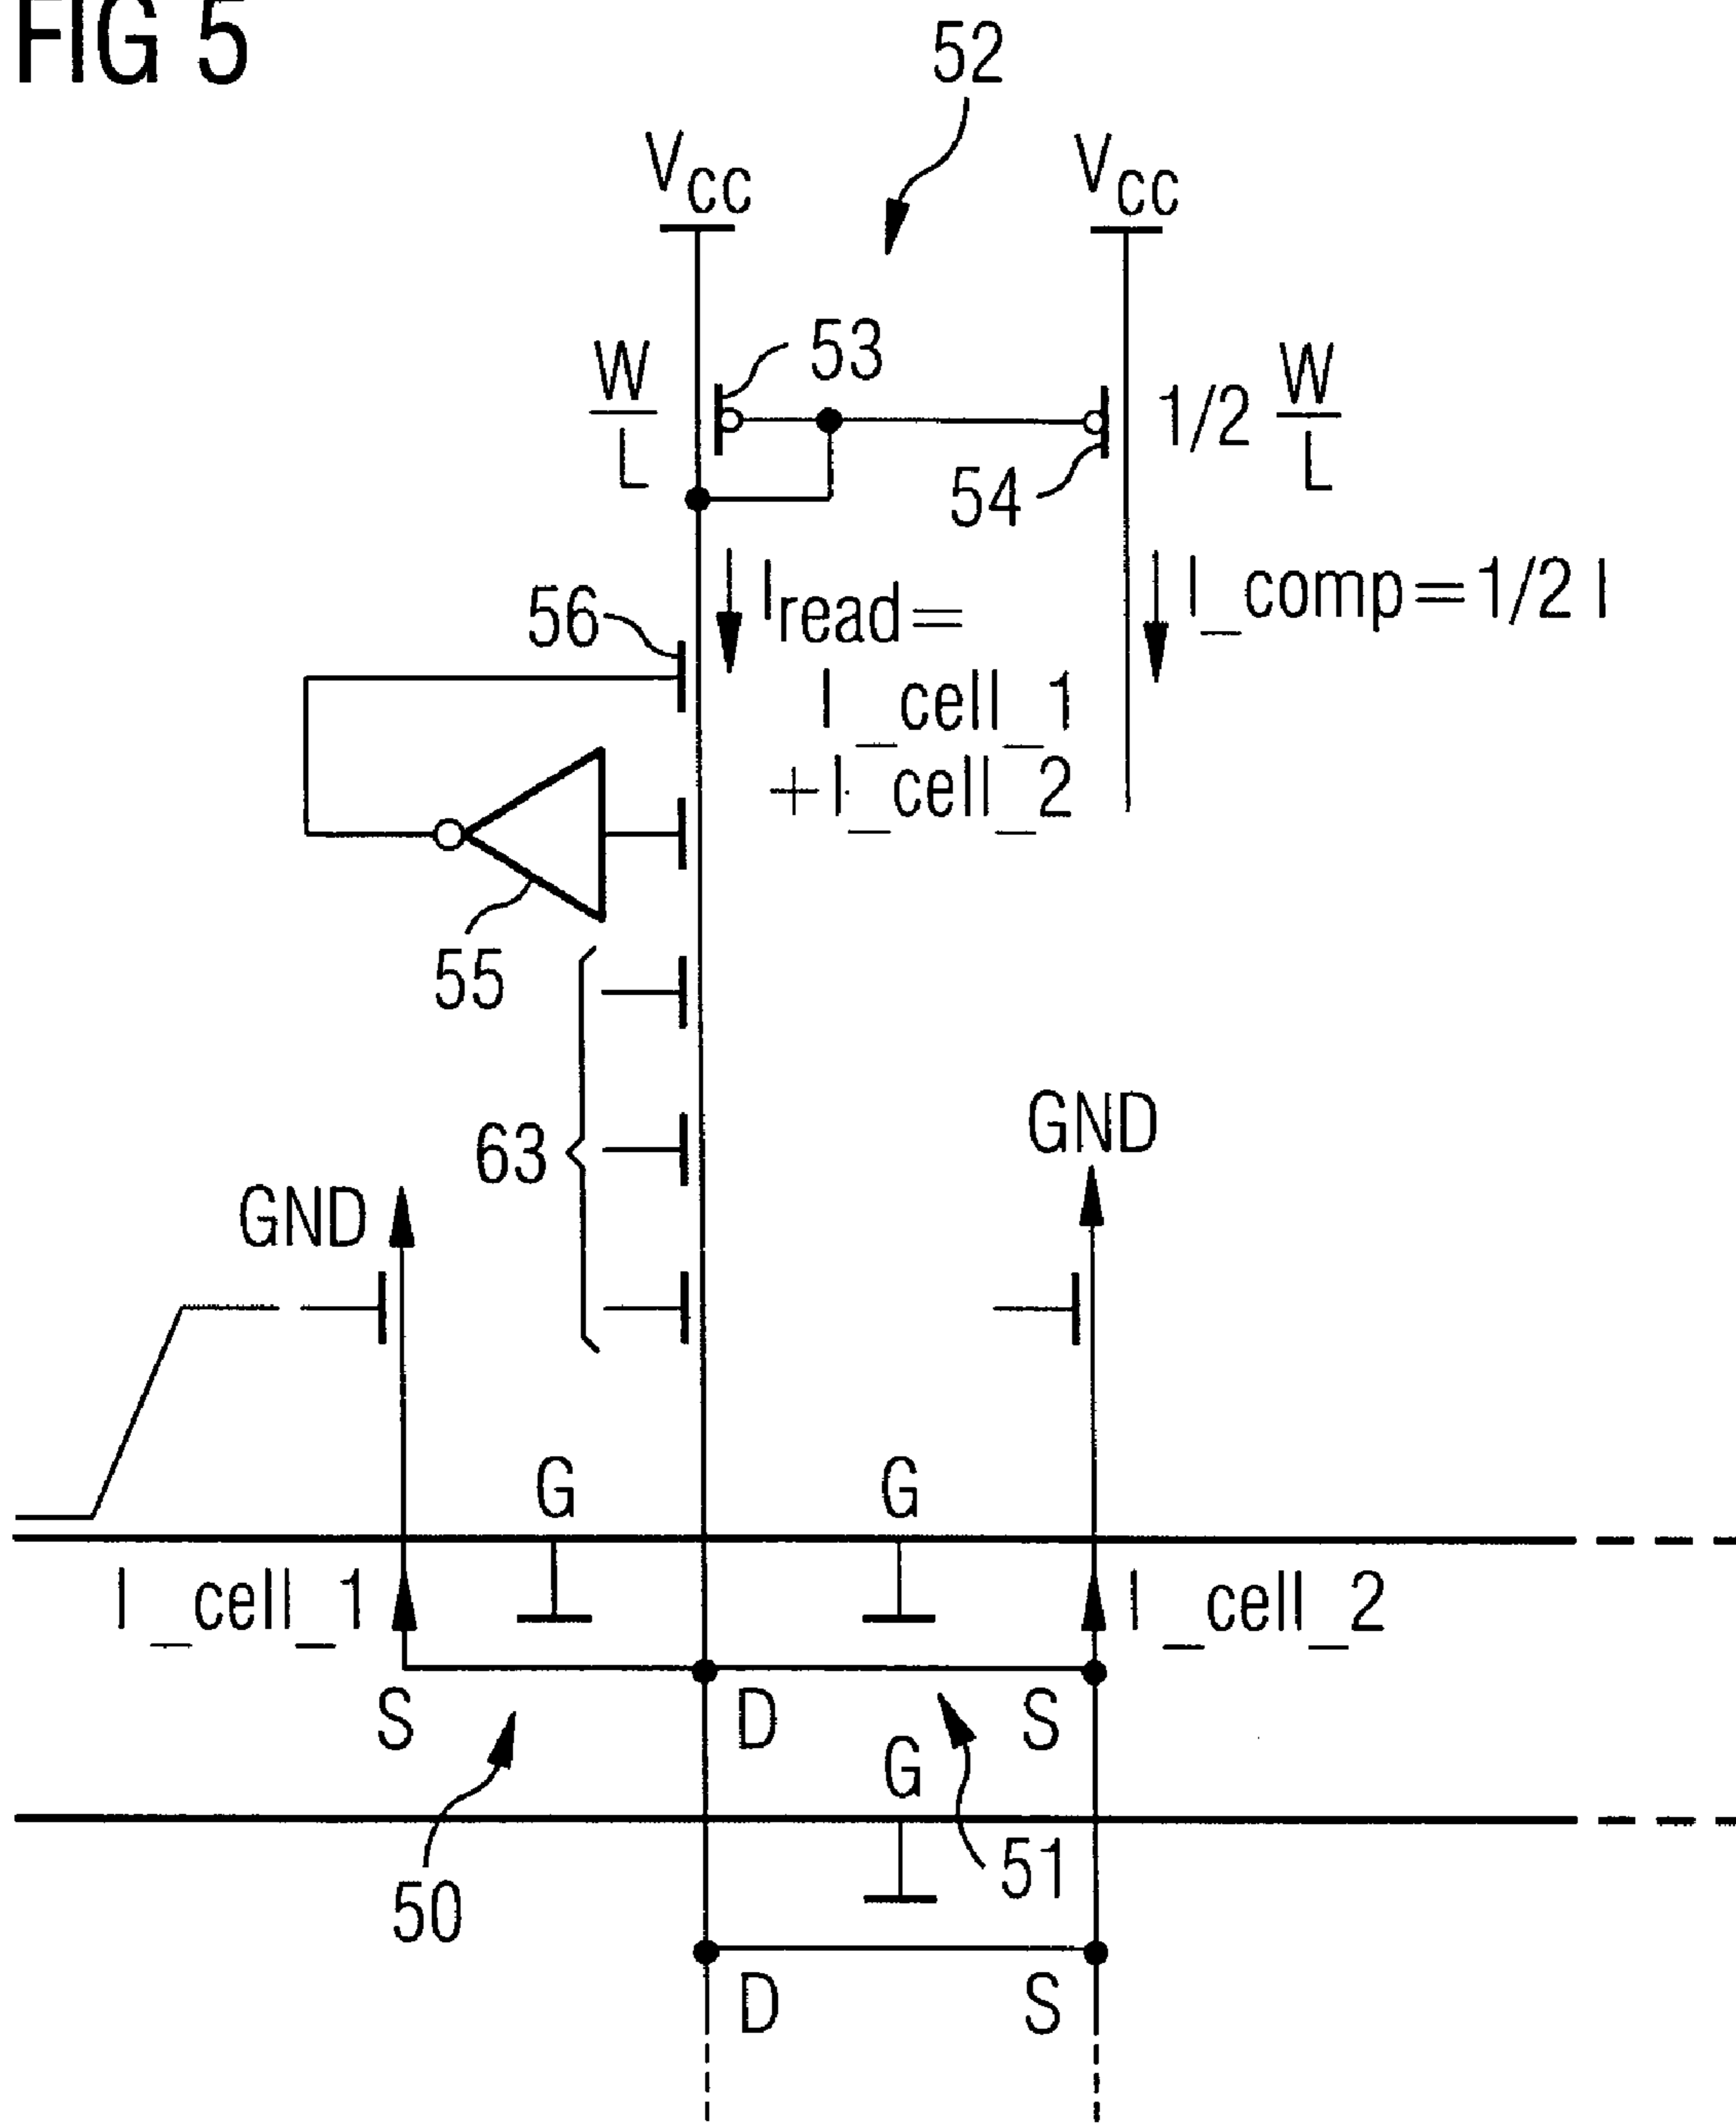 FIG 5
52
Vcc Vcc
W/L 53
54 1/2 W/L
56 Iread= I_comp=1/2 I
I_cell_1
+I_cell_2
55
63
GND
GND
G G
I_cell_1 I_cell_2
S D S
G
50 51
D S